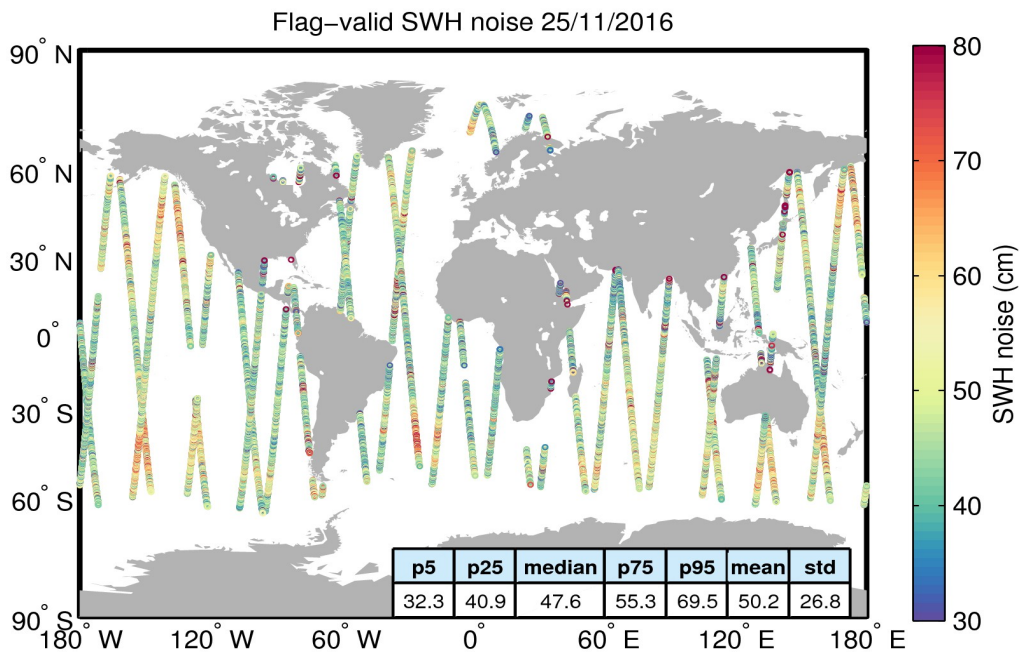 Flag−valid SWH noise 25/11/2016
90° N
60° N
30° N
0°
30° S
60° S
90° S
180° W
120° W
60° W
0°
60° E
120° E
180° E
p5 p25 median p75 p95 mean std
32.3 40.9 47.6 55.3 69.5 50.2 26.8
80
70
60
50
40
30
SWH noise (cm)